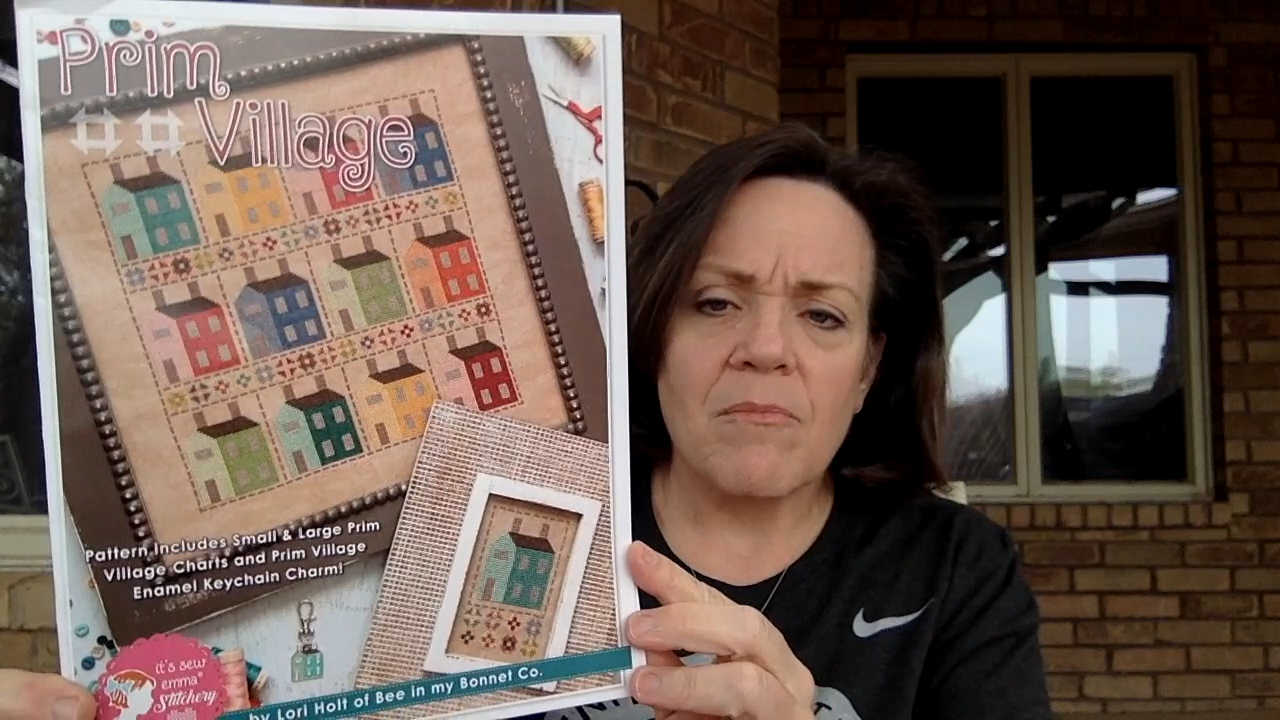 Prim
Village
Pattern Includes Small & Large Prim
Village Charts and Prim Village
Enamel Keychain Charm!
it's sew
emma
Stitchery
by Lori Holt of Bee in my Bonnet Co.